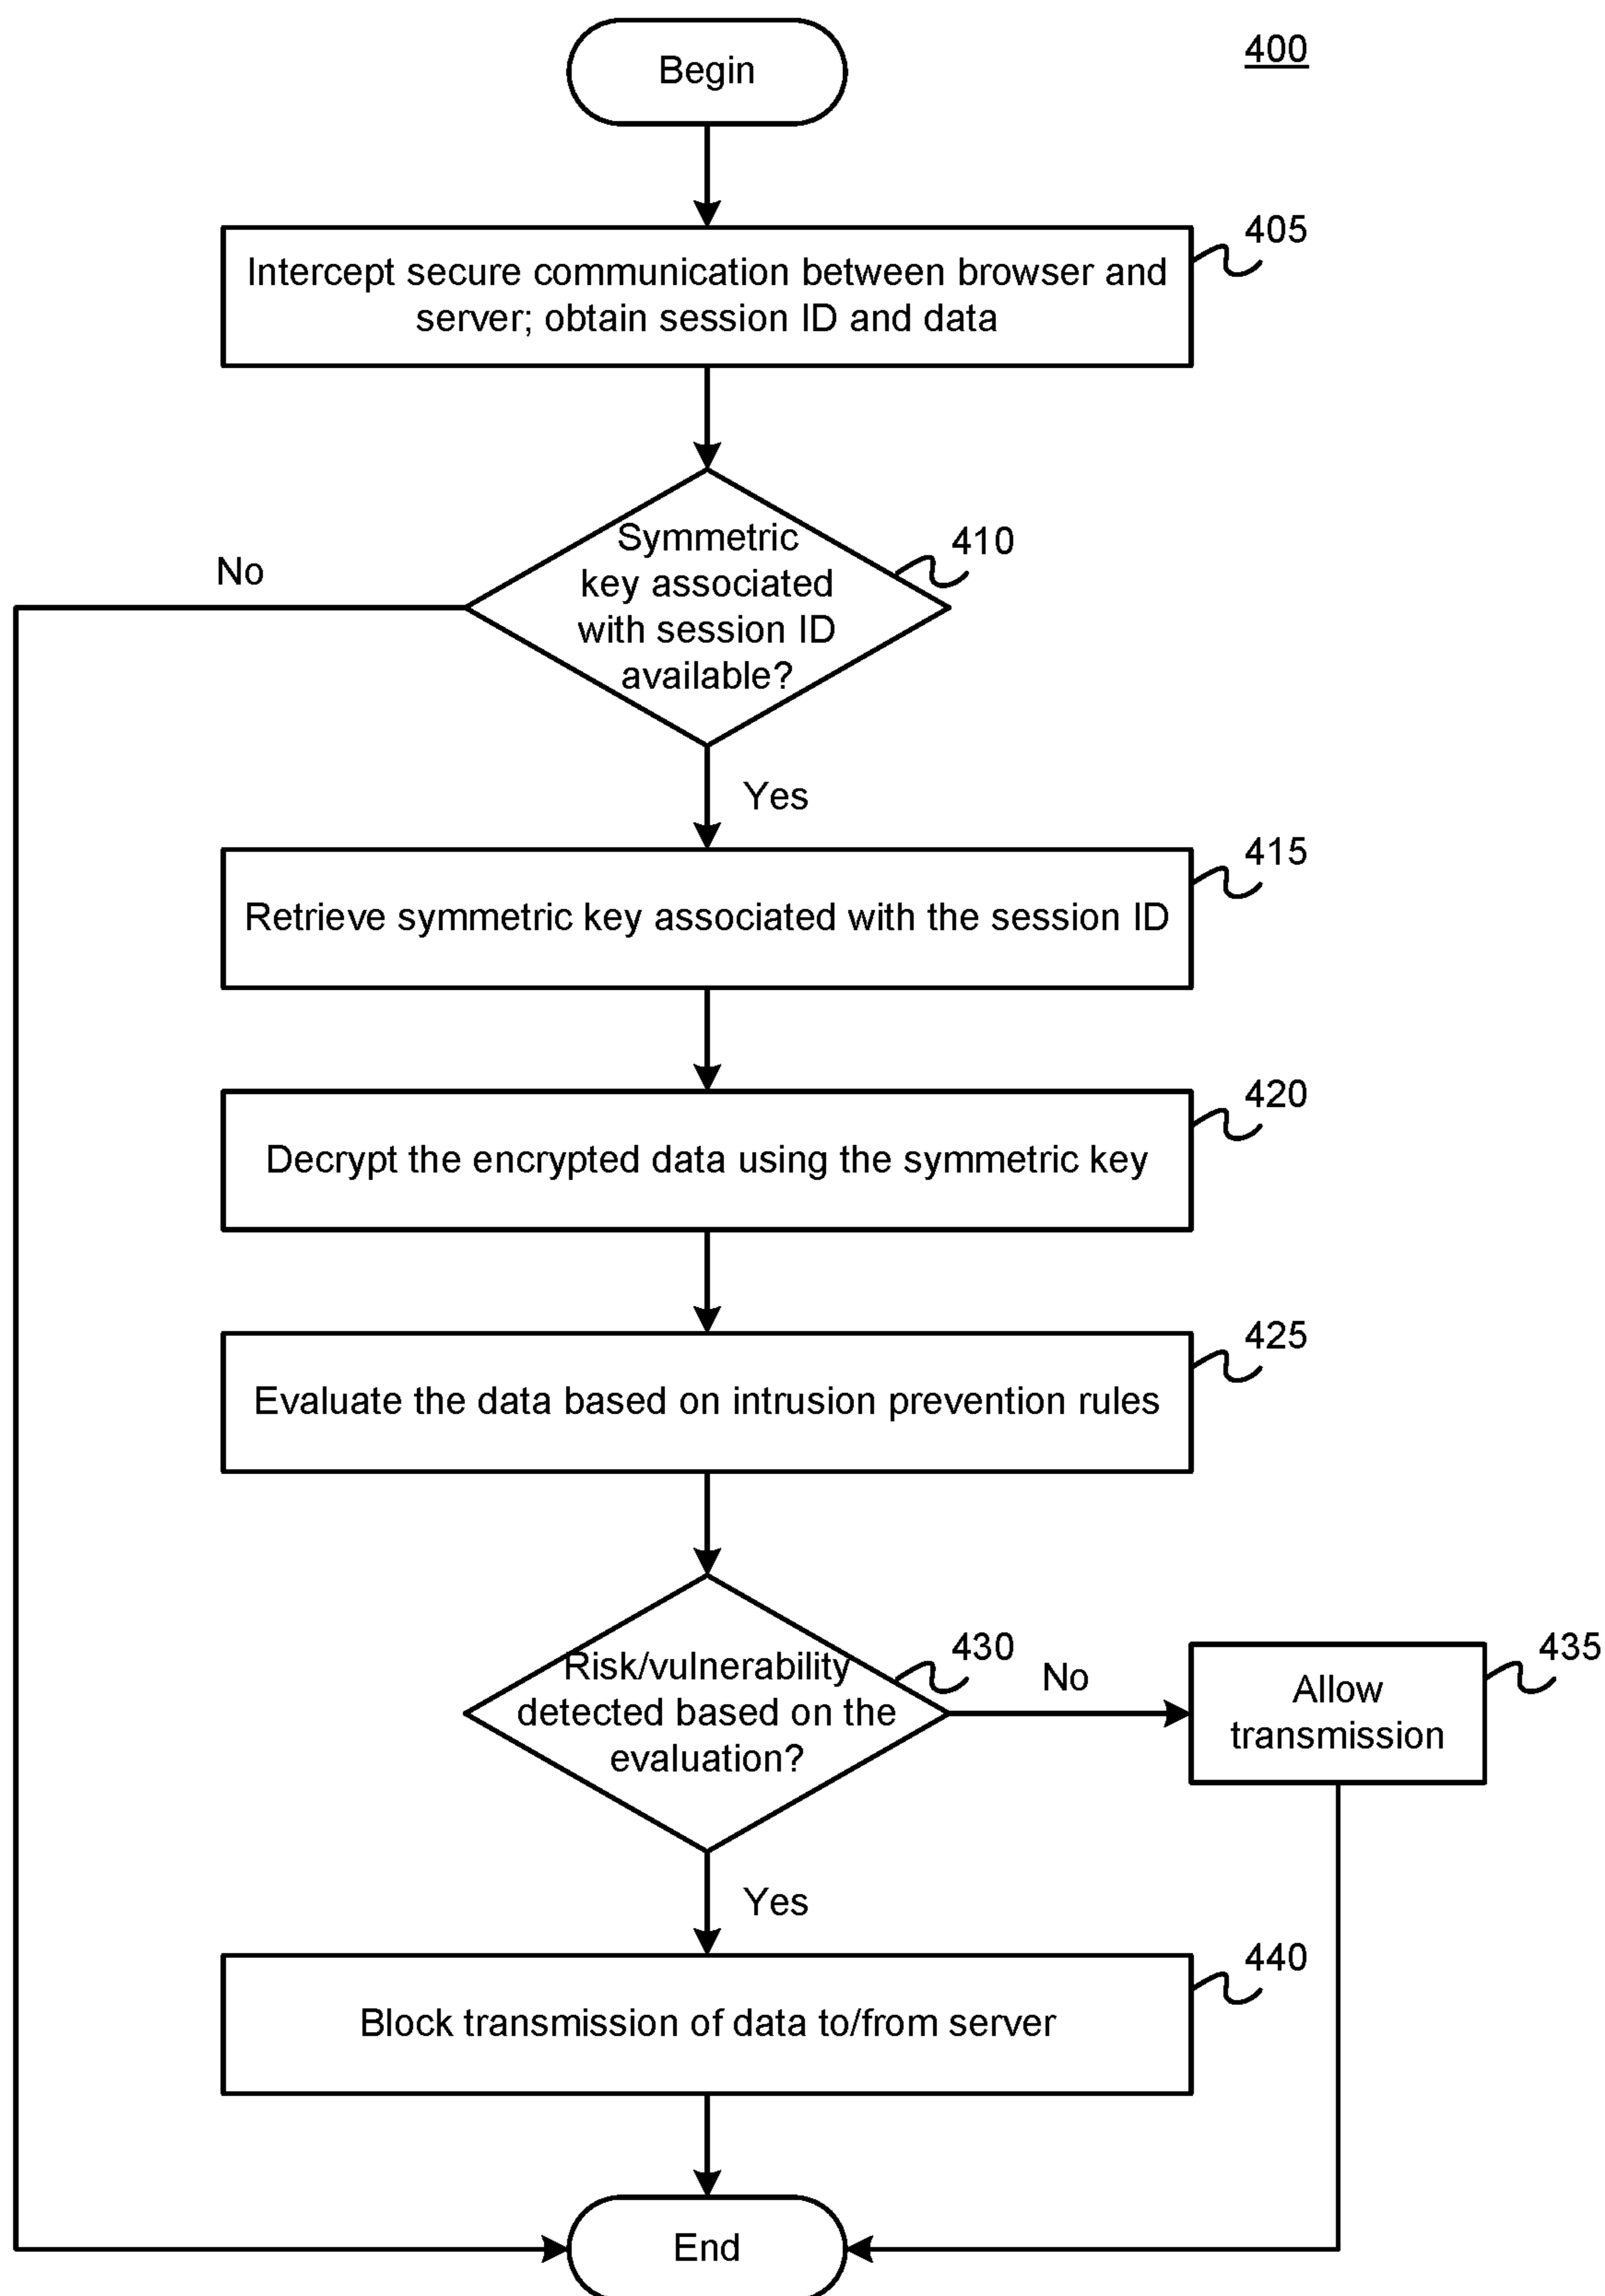 Begin
400
405
Intercept secure communication between browser and
server; obtain session ID and data
410
Symmetric
key associated
with session ID
available?
No
Yes
415
Retrieve symmetric key associated with the session ID
420
Decrypt the encrypted data using the symmetric key
425
Evaluate the data based on intrusion prevention rules
430
Risk/vulnerability
detected based on the
evaluation?
No
435
Allow
transmission
Yes
440
Block transmission of data to/from server
End